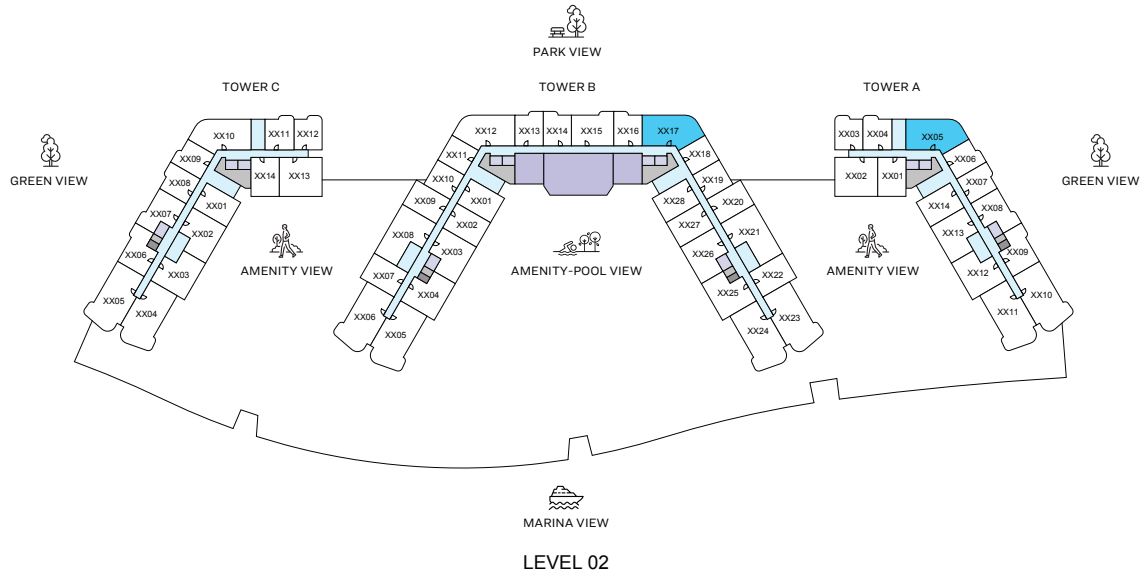 PARK VIEW
TOWER C
TOWER B
TOWER A
XX10
XX11
XX12
XX09
XX08
XX14
XX13
XX07
XX01
XX02
XX06
XX03
XX05
XX04
XX12
XX13
XX14
XX15
XX16
XX17
XX11
XX18
XX10
XX19
XX09
XX01
XX28
XX20
XX08
XX02
XX27
XX21
XX07
XX03
XX26
XX22
XX06
XX04
XX25
XX23
XX05
XX24
XX03
XX04
XX05
XX02
XX01
XX06
XX07
XX14
XX08
XX13
XX09
XX12
XX10
XX11
GREEN VIEW
AMENITY VIEW
AMENITY-POOL VIEW
AMENITY VIEW
GREEN VIEW
MARINA VIEW
LEVEL 02